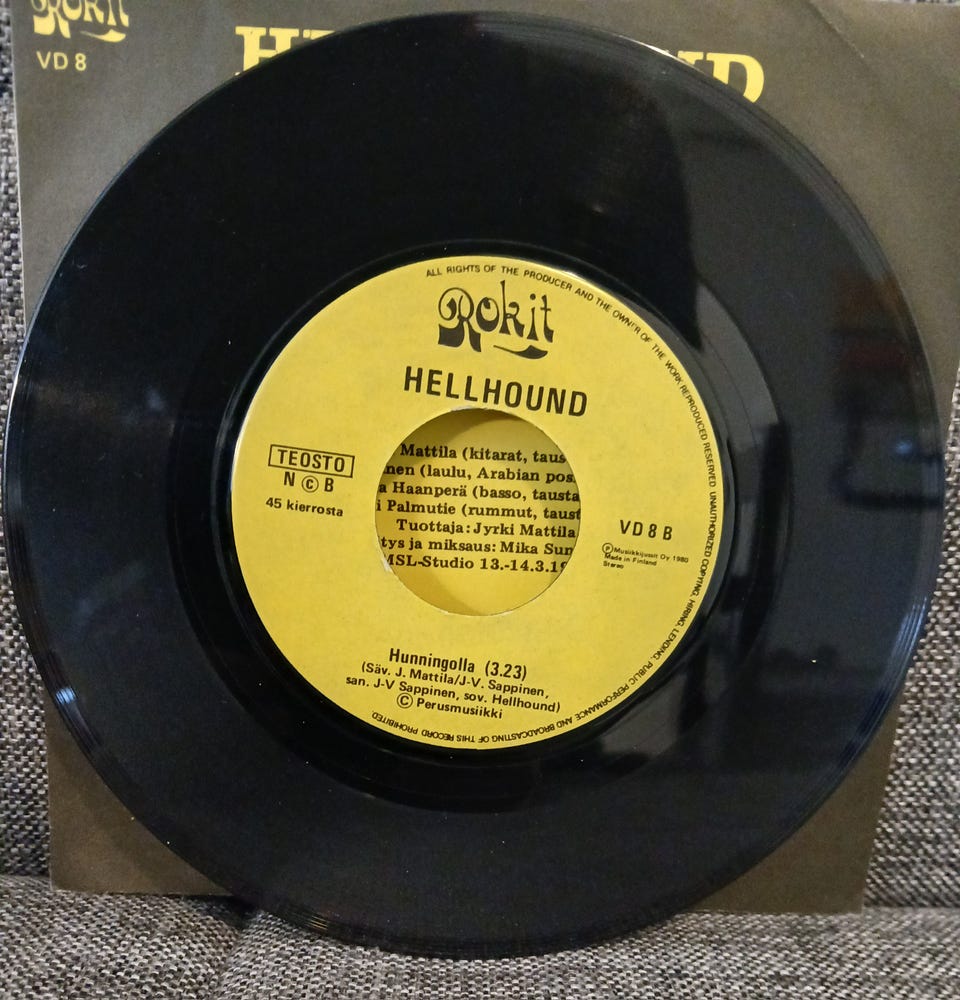 Rokit
VD 8
ALL RIGHTS OF THE PRODUCER AND THE OWNER OF THE WORK REPRODUCED RESERVED UNAUTHORIZED COPYING, HIRING, LENDING, PUBLIC PERFORMANCE AND BROADCASTING OF THIS RECORD PROHIBITED
Rokit
HELLHOUND
TEOSTO
N © B
45 kierrosta
Mattila (kitarat, taus
nen (laulu, Arabian pos
a Haanperä (basso, tausta
i Palmutie (rummut, taust
Tuottaja: Jyrki Mattila
tys ja miksaus: Mika Sun
MSL-Studio 13.-14.3.19
VD 8 B
Ⓟ Musiikkijussit Oy 1980
Made in Finland
Stereo
Hunningolla (3.23)
(Säv. J. Mattila/J-V. Sappinen,
san. J-V Sappinen, sov. Hellhound)
© Perusmusiikki